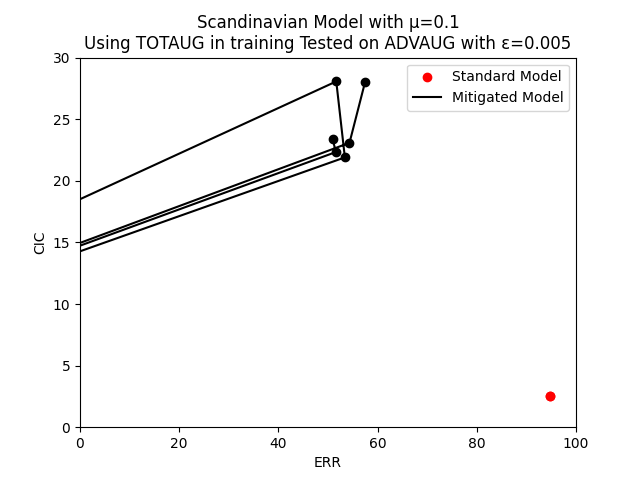 Scandinavian Model with μ=0.1
Using TOTAUG in training Tested on ADVAUG with ε=0.005
Standard Model
Mitigated Model
30
25
20
15
10
5
0
CIC
0 20 40 60 80 100
ERR